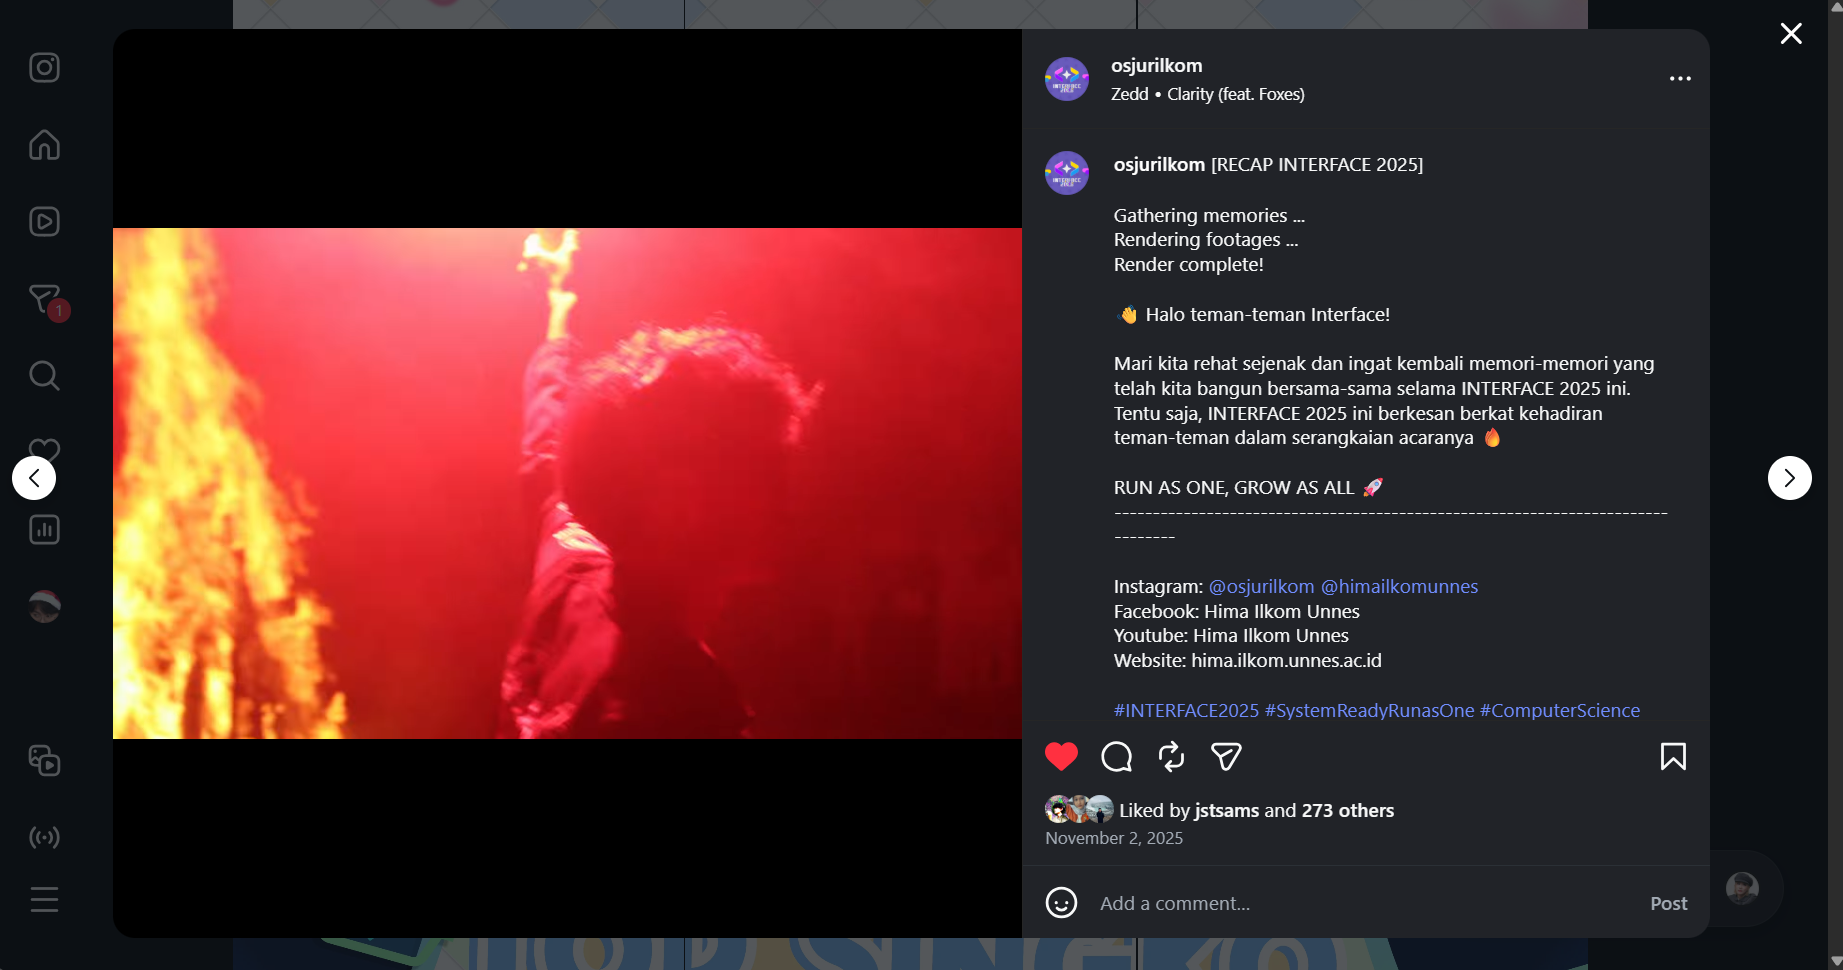 osjurilkom
Zedd • Clarity (feat. Foxes)
osjurilkom [RECAP INTERFACE 2025]
Gathering memories ...
Rendering footages ...
Render complete!
👋 Halo teman-teman Interface!
Mari kita rehat sejenak dan ingat kembali memori-memori yang
telah kita bangun bersama-sama selama INTERFACE 2025 ini.
Tentu saja, INTERFACE 2025 ini berkesan berkat kehadiran
teman-teman dalam serangkaian acaranya 🔥
RUN AS ONE, GROW AS ALL 🚀
------------------------------------------------------------------------
--------
Instagram: @osjurilkom @himailkomunnes
Facebook: Hima Ilkom Unnes
Youtube: Hima Ilkom Unnes
Website: hima.ilkom.unnes.ac.id
#INTERFACE2025 #SystemReadyRunasOne #ComputerScience
1
Liked by jstsams and 273 others
November 2, 2025
Add a comment...
Post